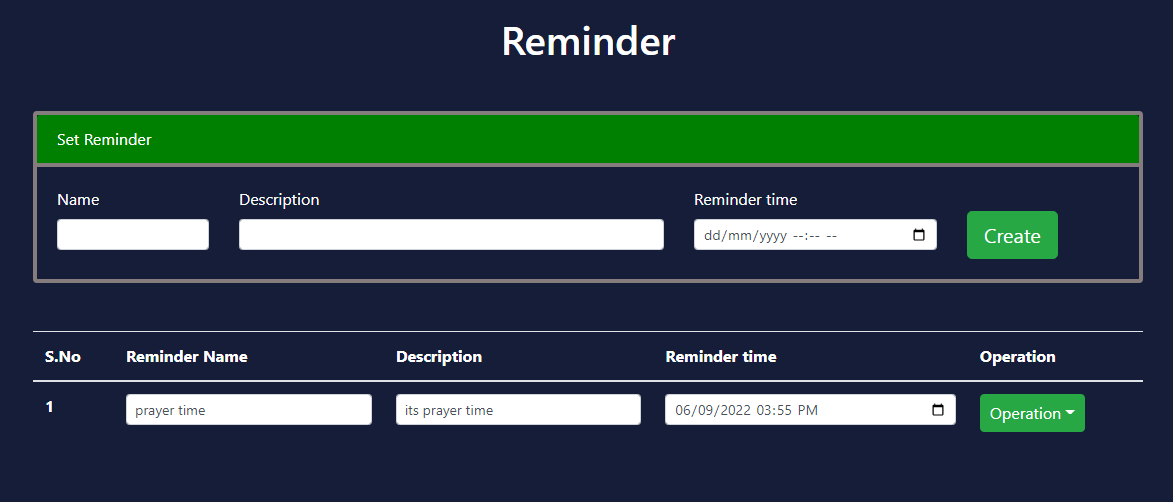 Reminder
Set Reminder
Name Description Reminder time
dd/mm/yyyy --:-- --
Create
S.No Reminder Name Description Reminder time Operation
1 prayer time its prayer time 06/09/2022 03:55 PM Operation